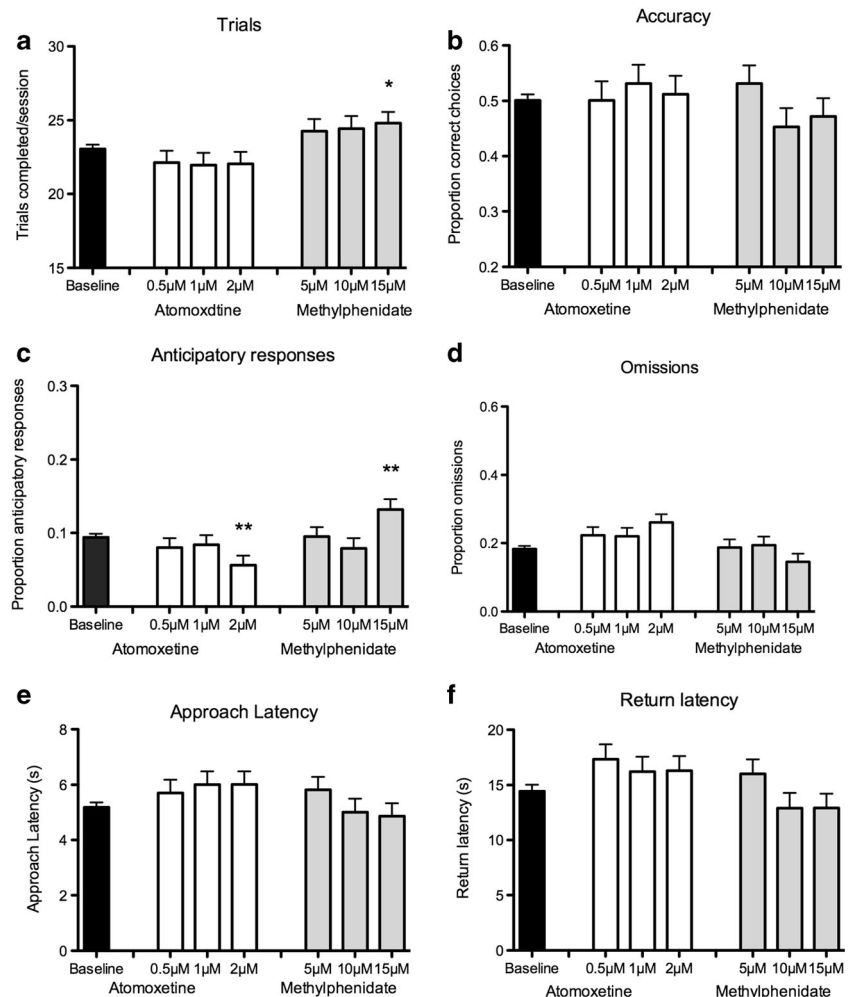 a
Trials
Trials completed/session
30
25
20
15
*
Baseline 0.5µM 1µM 2µM 5µM 10µM 15µM
Atomoxdtine Methylphenidate
b
Accuracy
Proportion correct choices
0.6
0.5
0.4
0.3
0.2
Baseline 0.5µM 1µM 2µM 5µM 10µM 15µM
Atomoxetine Methylphenidate
c
Anticipatory responses
Proportion anticipatory responses
0.3
0.2
0.1
0.0
**
**
Baseline 0.5µM 1µM 2µM 5µM 10µM 15µM
Atomoxetine Methylphenidate
d
Omissions
Proportion omissions
0.6
0.4
0.2
0.0
Baseline 0.5µM 1µM 2µM 5µM 10µM 15µM
Atomoxetine Methylphenidate
e
Approach Latency
Approach Latency (s)
8
6
4
2
0
Baseline 0.5µM 1µM 2µM 5µM 10µM 15µM
Atomoxetine Methylphenidate
f
Return latency
Return latency (s)
20
15
10
5
0
Baseline 0.5µM 1µM 2µM 5µM 10µM 15µM
Atomoxetine Methylphenidate